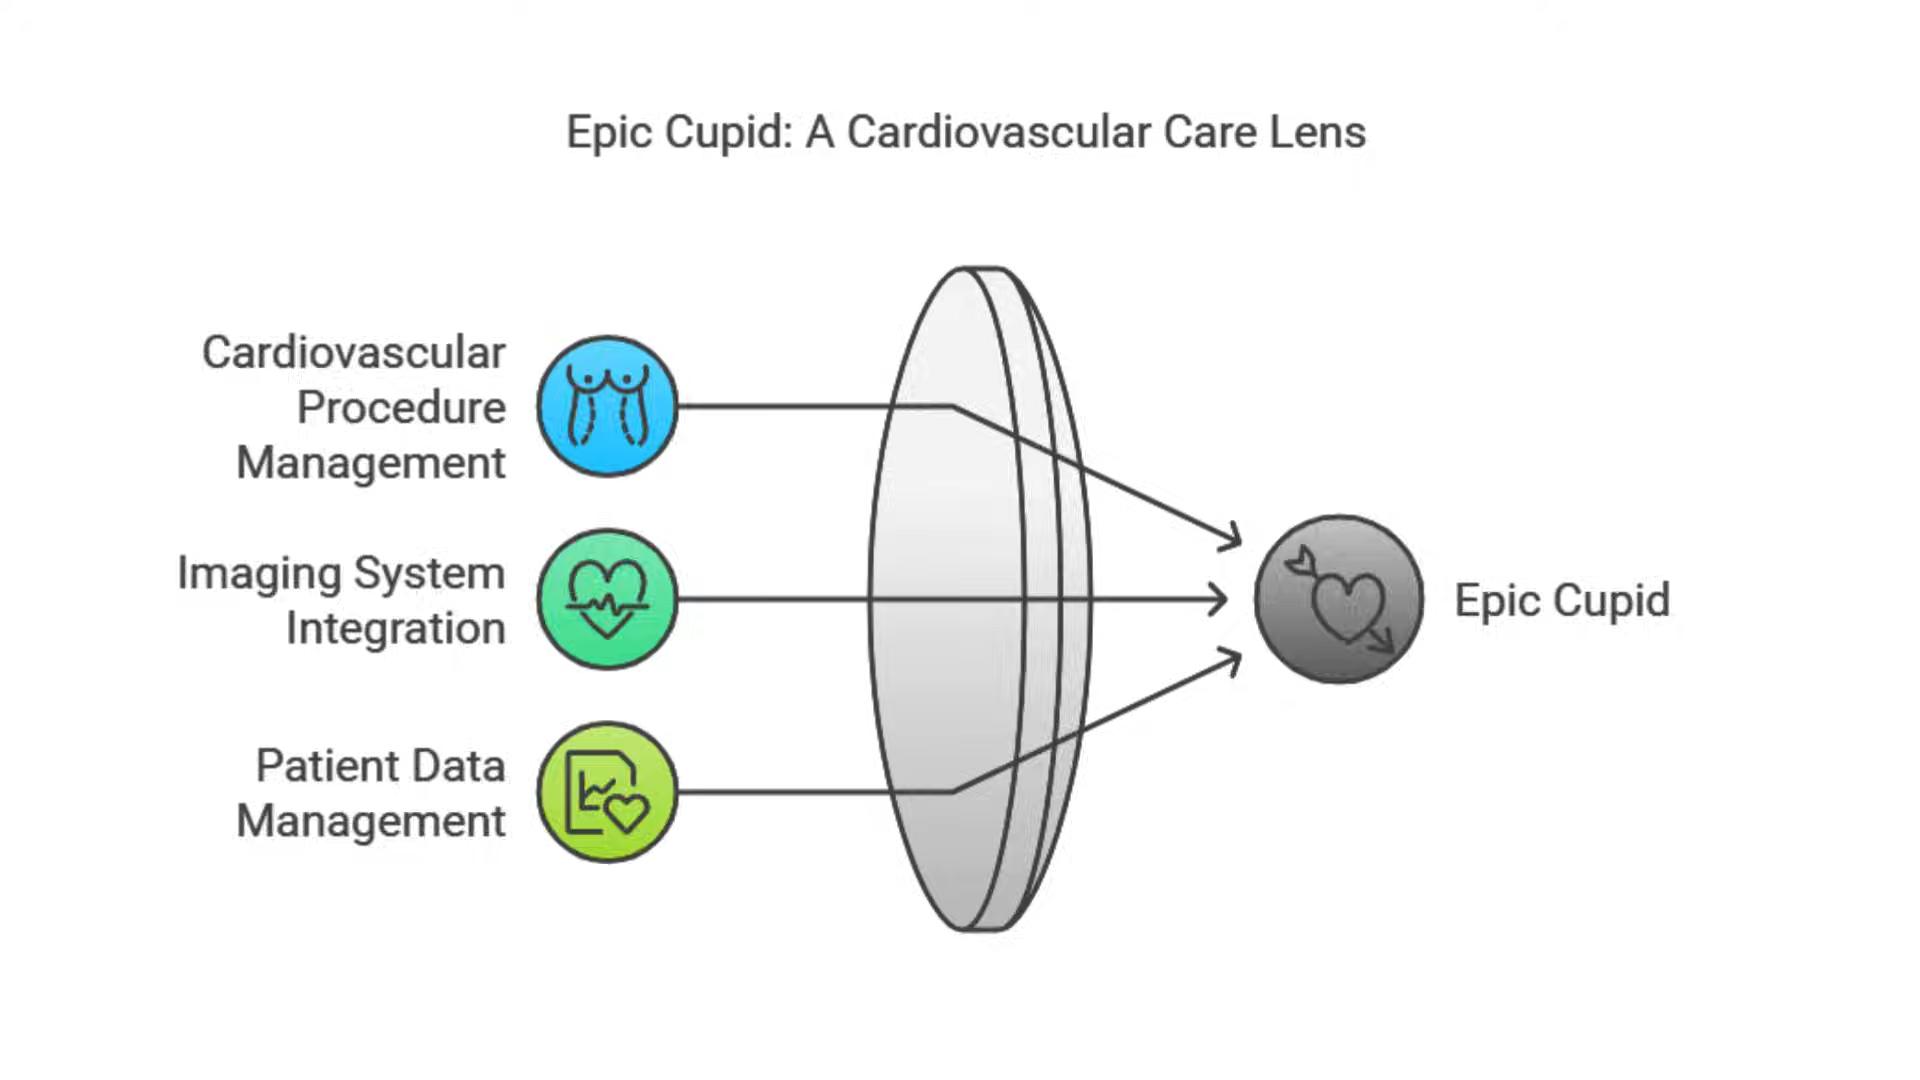 Epic Cupid: A Cardiovascular Care Lens
Cardiovascular
Procedure
Management
Imaging System
Integration
Patient Data
Management
Epic Cupid